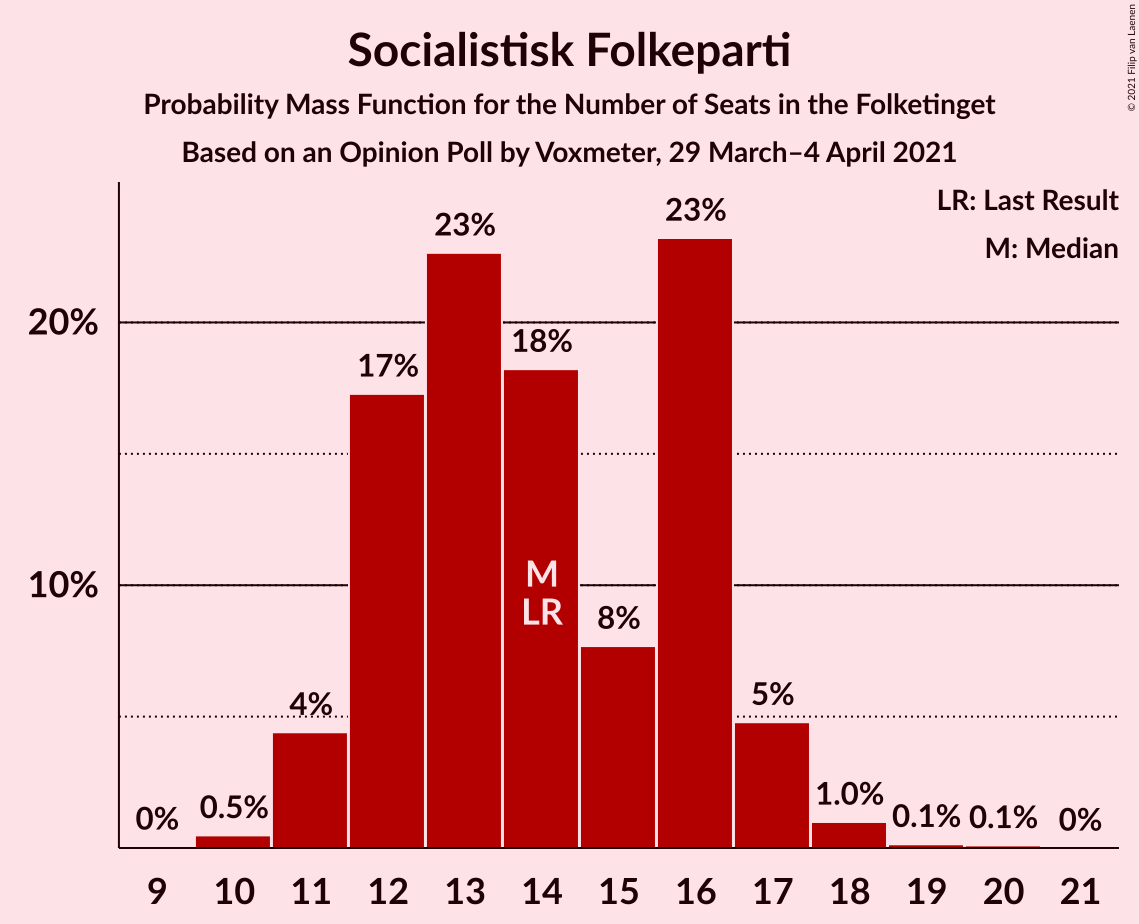 Socialistisk Folkeparti
Probability Mass Function for the Number of Seats in the Folketinget
Based on an Opinion Poll by Voxmeter, 29 March–4 April 2021
© 2021 Filip van Laenen
LR: Last Result
M: Median
20%
10%
0%
0.5%
4%
17%
23%
18%
8%
23%
5%
1.0%
0.1%
0.1%
0%
M
LR
9 10 11 12 13 14 15 16 17 18 19 20 21